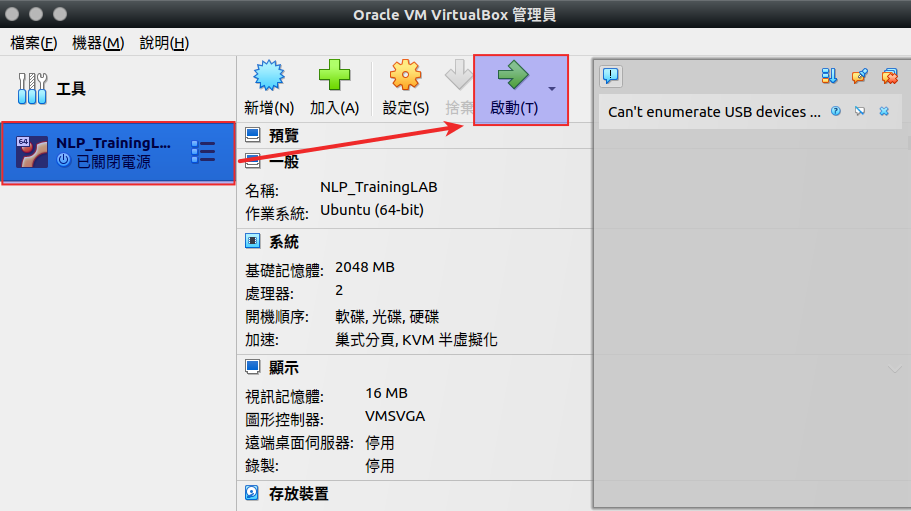 Oracle VM VirtualBox 管理員
檔案(F) 機器(M) 說明(H)
工具
64
NLP_TrainingL...
已關閉電源
新增(N) 加入(A) 設定(S) 捨棄 啟動(T)
預覽
一般
名稱: NLP_TrainingLAB
作業系統: Ubuntu (64-bit)
系統
基礎記憶體: 2048 MB
處理器: 2
開機順序: 軟碟, 光碟, 硬碟
加速: 巢式分頁, KVM 半虛擬化
顯示
視訊記憶體: 16 MB
圖形控制器: VMSVGA
遠端桌面伺服器: 停用
錄製: 停用
存放裝置
Can't enumerate USB devices ...